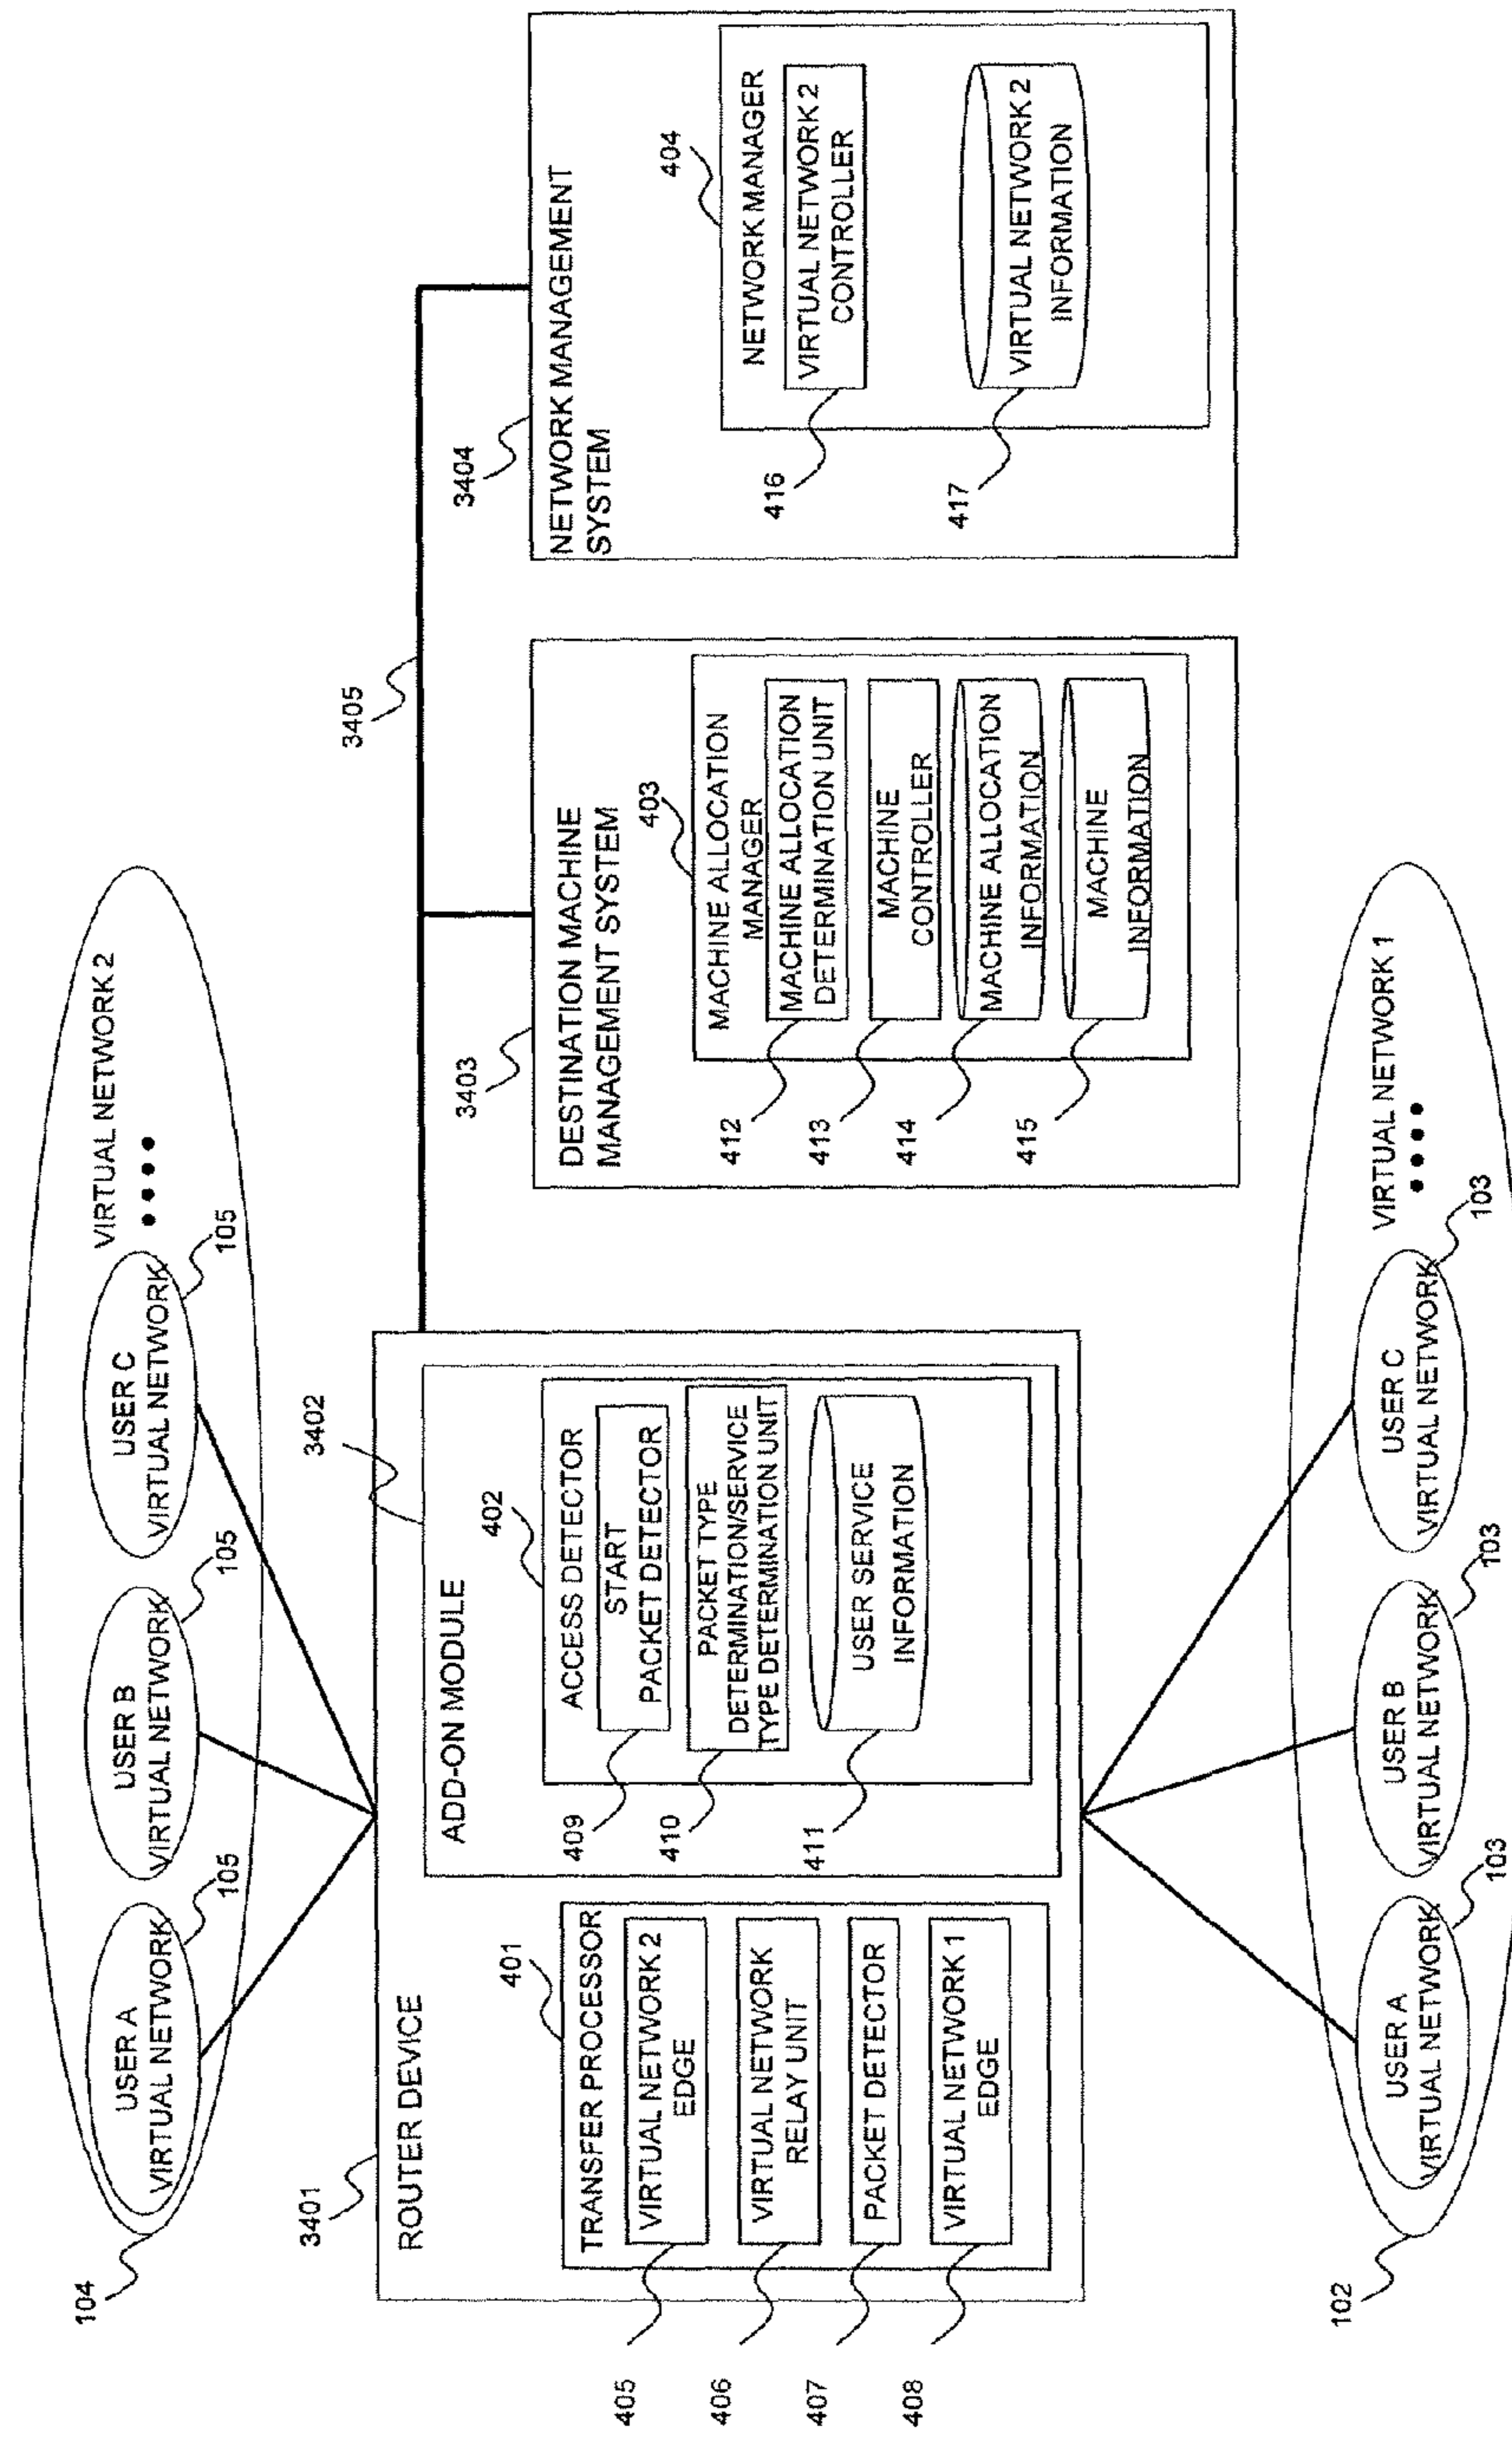 VIRTUAL NETWORK 2
104
USER A
VIRTUAL NETWORK
105
USER B
VIRTUAL NETWORK
105
USER C
VIRTUAL NETWORK
105
3401
ROUTER DEVICE
TRANSFER PROCESSOR
401
VIRTUAL NETWORK 2
EDGE
VIRTUAL NETWORK
RELAY UNIT
PACKET DETECTOR
VIRTUAL NETWORK 1
EDGE
405
406
407
408
3402
ADD-ON MODULE
402
ACCESS DETECTOR
START
PACKET DETECTOR
PACKET TYPE
DETERMINATION/SERVICE
TYPE DETERMINATION UNIT
USER SERVICE
INFORMATION
409
410
411
3405
3403
DESTINATION MACHINE
MANAGEMENT SYSTEM
403
MACHINE ALLOCATION
MANAGER
MACHINE ALLOCATION
DETERMINATION UNIT
MACHINE
CONTROLLER
MACHINE ALLOCATION
INFORMATION
MACHINE
INFORMATION
412
413
414
415
3404
NETWORK MANAGEMENT
SYSTEM
404
NETWORK MANAGER
VIRTUAL NETWORK 2
CONTROLLER
VIRTUAL NETWORK 2
INFORMATION
416
417
VIRTUAL NETWORK 1
102
USER A
VIRTUAL NETWORK
103
USER B
VIRTUAL NETWORK
103
USER C
VIRTUAL NETWORK
103